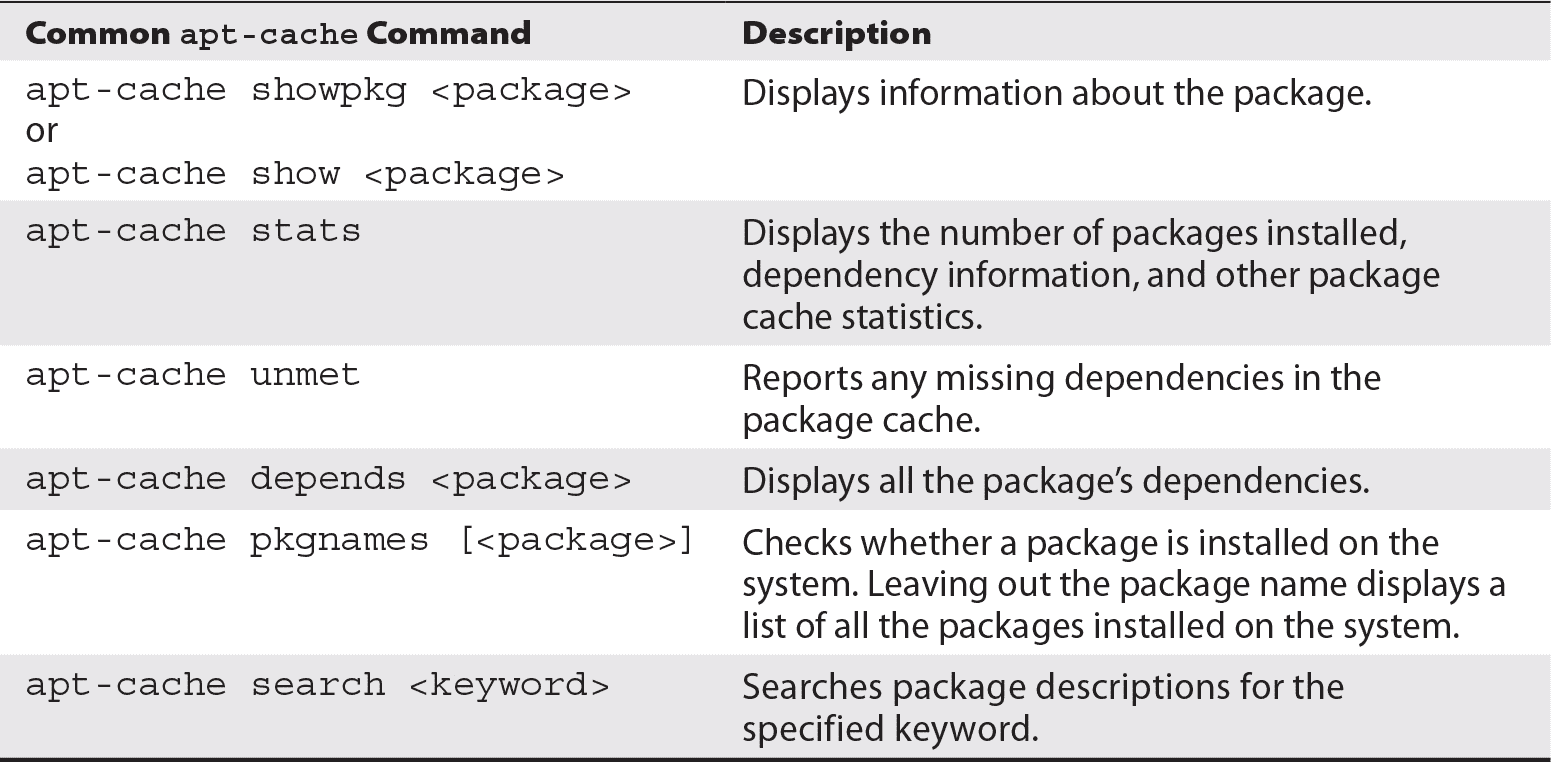 Common apt-cache Command Description
apt-cache showpkg <package> Displays information about the package.
or
apt-cache show <package>
apt-cache stats Displays the number of packages installed,
dependency information, and other package
cache statistics.
apt-cache unmet Reports any missing dependencies in the
package cache.
apt-cache depends <package> Displays all the package’s dependencies.
apt-cache pkgnames [<package>] Checks whether a package is installed on the
system. Leaving out the package name displays a
list of all the packages installed on the system.
apt-cache search <keyword> Searches package descriptions for the
specified keyword.